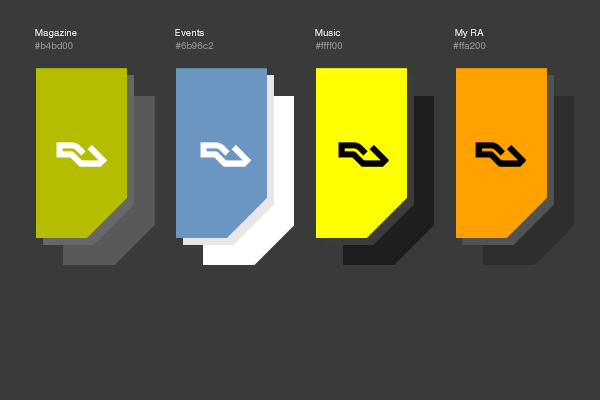 Magazine
#b4bd00
Events
#6b96c2
Music
#ffff00
My RA
#ffa200